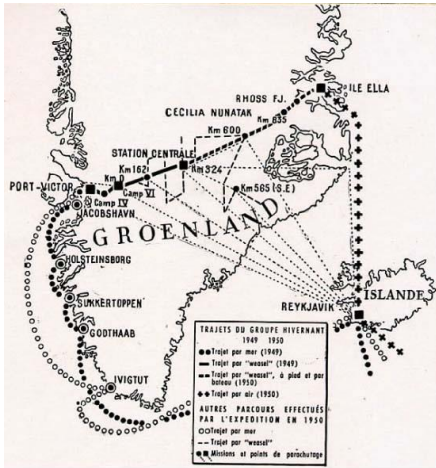 RHOSS FJ.
ILE ELLA
CECILIA NUNATAK
Km 635
Km 600
STATION CENTRALE
Km 162
Km 324
PORT-VICTOR
Km 0
Camp VI
Camp IV
Km 565 (S.E)
JACOBSHAVN
GROENLAND
HOLSTEINSBORG
SUKKERTOPPEN
GODTHAAB
IVIGTUT
REYKJAVIK
ISLANDE
TRAJETS DU GROUPE HIVERNANT
1949 1950
Trajet par mer (1949)
Trajet par "weasel" (1949)
Trajet par "weasel", à pied et par
bateau (1950)
Trajet par air (1950)
AUTRES PARCOURS EFFECTUÉS
PAR L'EXPEDITION EN 1950
Trajet par mer
Trajet par "weasel"
Missions et points de parachutage